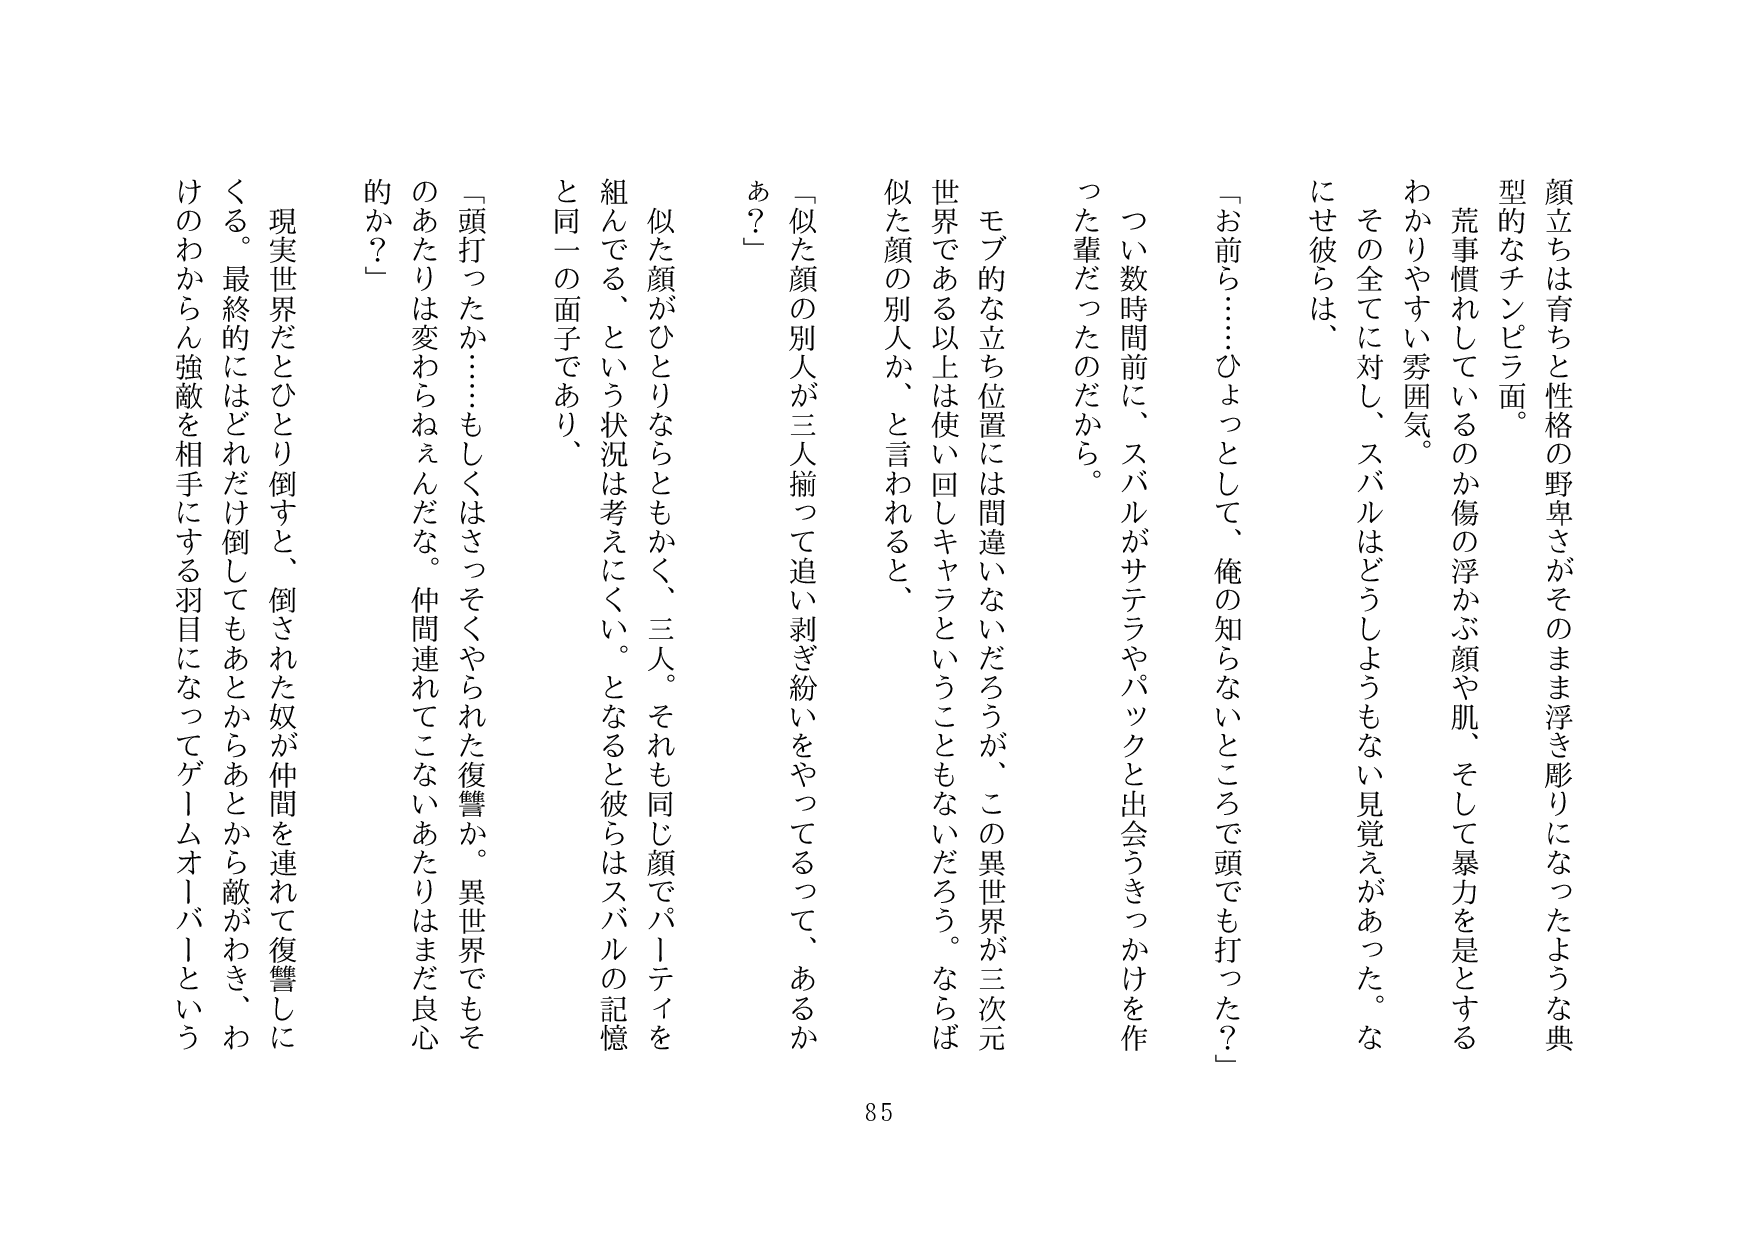 顔立ちは育ちと性格の野卑さがそのまま浮き彫りになったような典
型的なチンピラ面。
　荒事慣れしているのか傷の浮かぶ顔や肌、そして暴力を是とする
わかりやすい雰囲気。
　その全てに対し、スバルはどうしようもない見覚えがあった。な
にせ彼らは、
「お前ら……ひょっとして、俺の知らないところで頭でも打った？」
　つい数時間前に、スバルがサテラやパックと出会うきっかけを作
った輩だったのだから。
　モブ的な立ち位置には間違いないだろうが、この異世界が三次元
世界である以上は使い回しキャラということもないだろう。ならば
似た顔の別人か、と言われると、
「似た顔の別人が三人揃って追い剥ぎ紛いをやってるって、あるか
あ？」
　似た顔がひとりならともかく、三人。それも同じ顔でパーティを
組んでる、という状況は考えにくい。となると彼らはスバルの記憶
と同一の面子であり、
「頭打ったか……もしくはさっそくやられた復讐か。異世界でもそ
のあたりは変わらねぇんだな。仲間連れてこないあたりはまだ良心
的か？」
　現実世界だとひとり倒すと、倒された奴が仲間を連れて復讐しに
くる。最終的にはどれだけ倒してもあとからあとから敵がわき、わ
けのわからん強敵を相手にする羽目になってゲームオーバーという
85